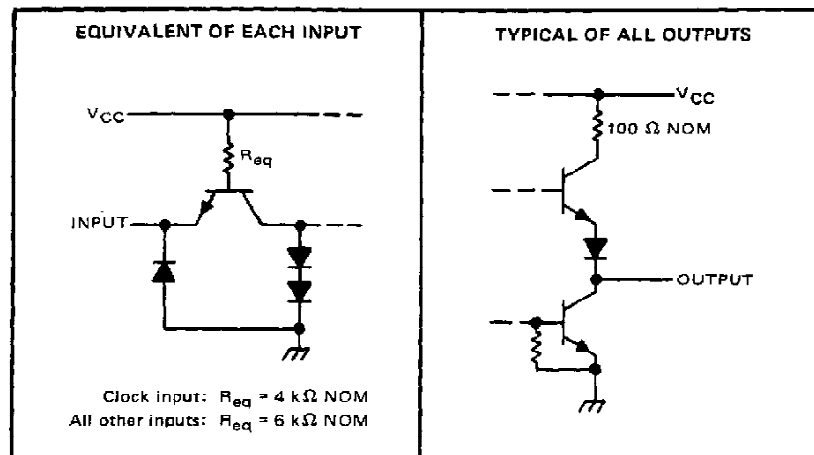 EQUIVALENT OF EACH INPUT
VCC
Req
INPUT
Clock input: Req = 4 kΩ NOM
All other inputs: Req = 6 kΩ NOM
TYPICAL OF ALL OUTPUTS
VCC
100 Ω NOM
OUTPUT